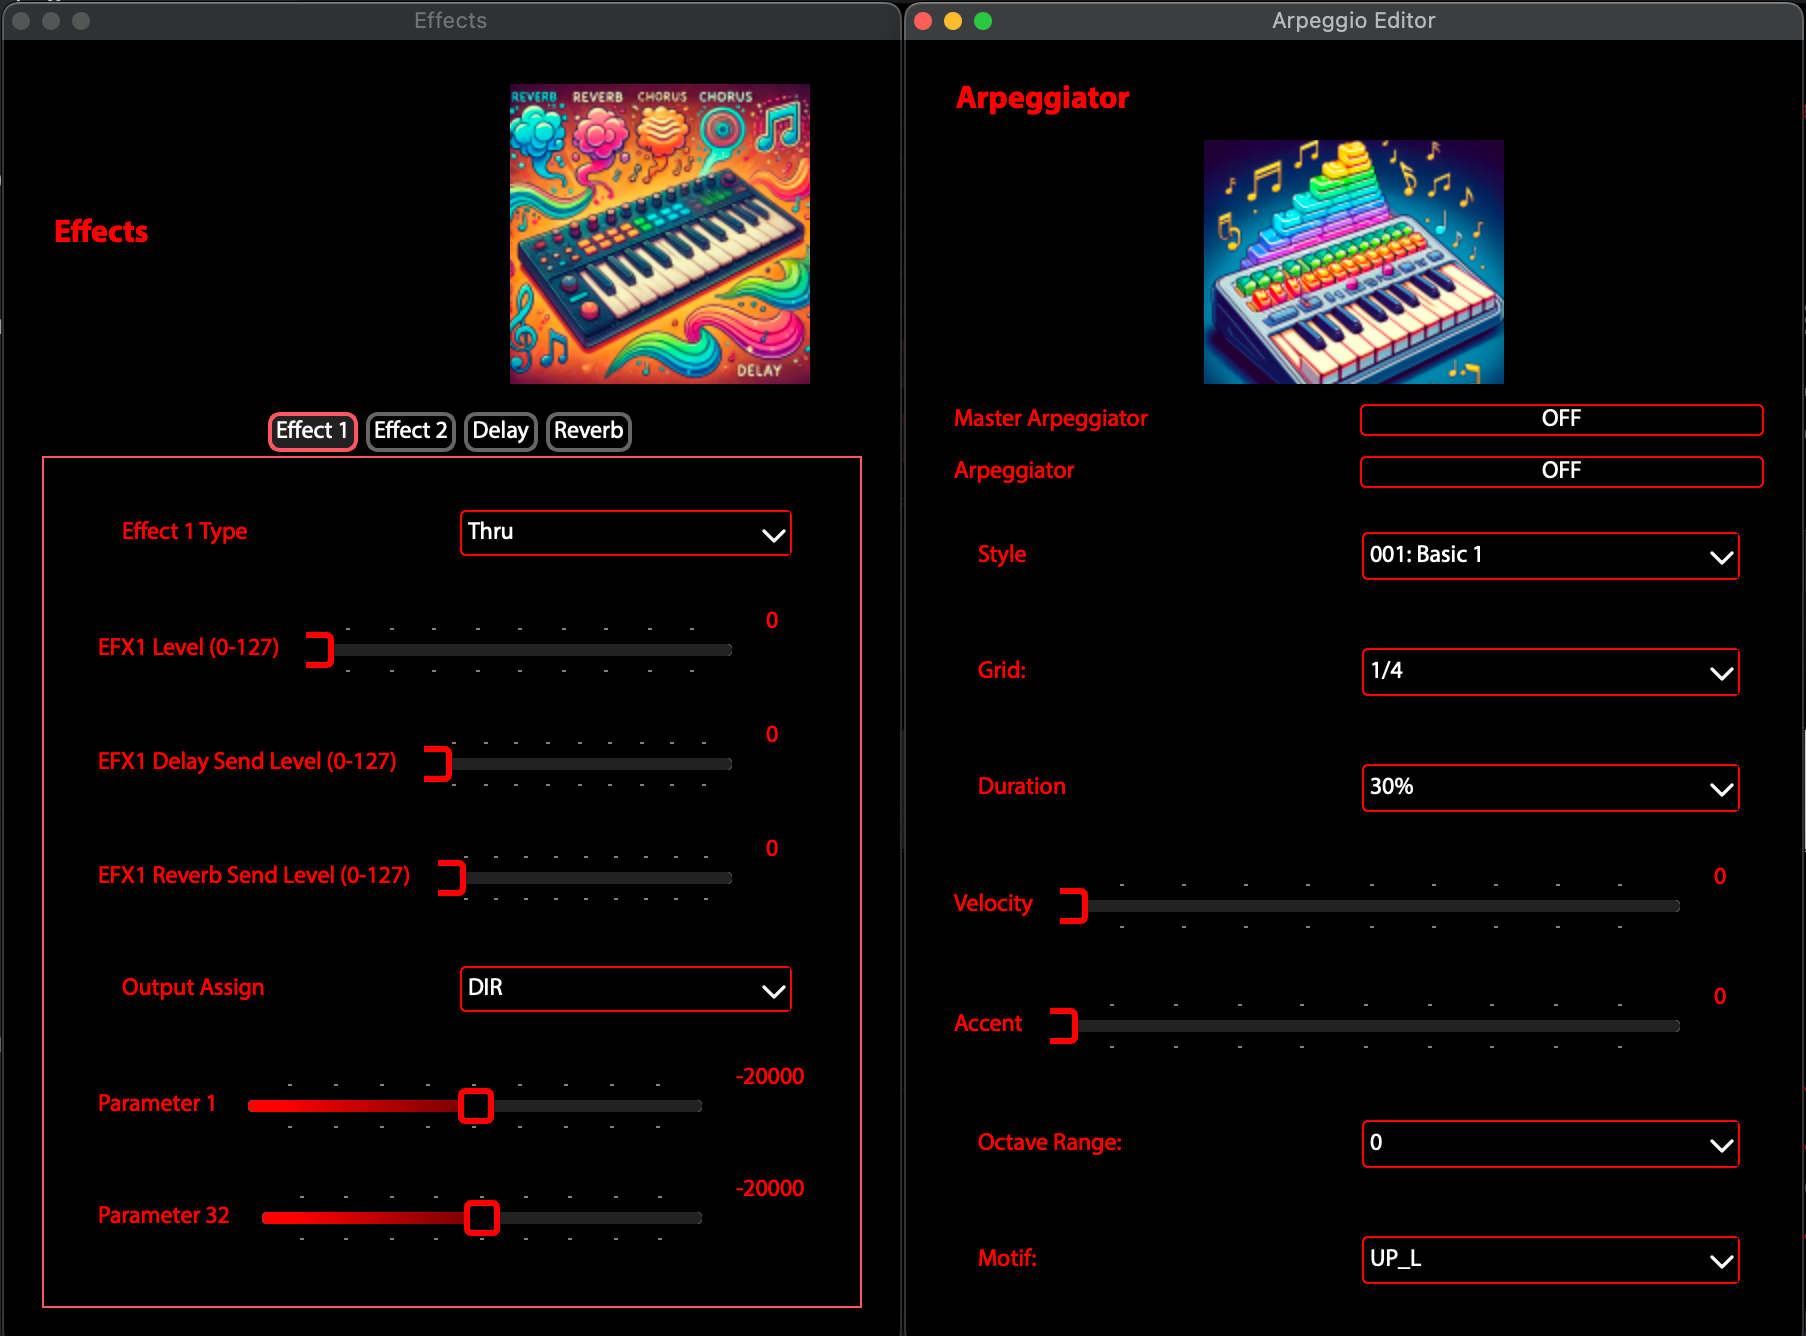 Effects
REVERB REVERB CHORUS CHORUS
Effects
DELAY
Effect 1 Effect 2 Delay Reverb
Effect 1 Type Thru
0
EFX1 Level (0-127)
0
EFX1 Delay Send Level (0-127)
0
EFX1 Reverb Send Level (0-127)
Output Assign DIR
-20000
Parameter 1
-20000
Parameter 32
Arpeggio Editor
Arpeggiator
Master Arpeggiator OFF
Arpeggiator OFF
Style 001: Basic 1
Grid: 1/4
Duration 30%
0
Velocity
0
Accent
Octave Range: 0
Motif: UP_L